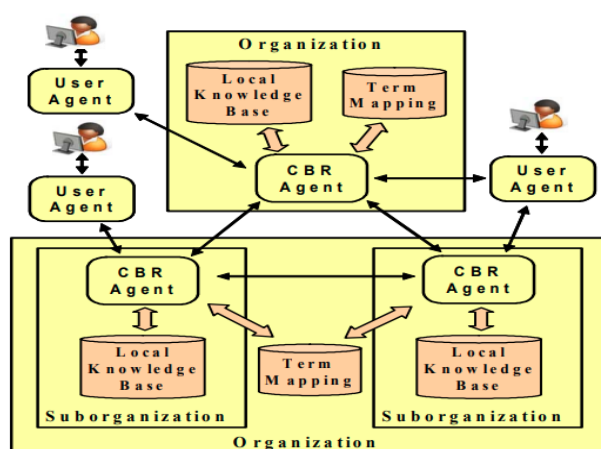 Organization
User
Agent
Local
Knowledge
Base
Term
Mapping
CBR
Agent
User
Agent
User
Agent
CBR
Agent
CBR
Agent
Local
Knowledge
Base
Term
Mapping
Local
Knowledge
Base
Suborganization
Suborganization
Organization